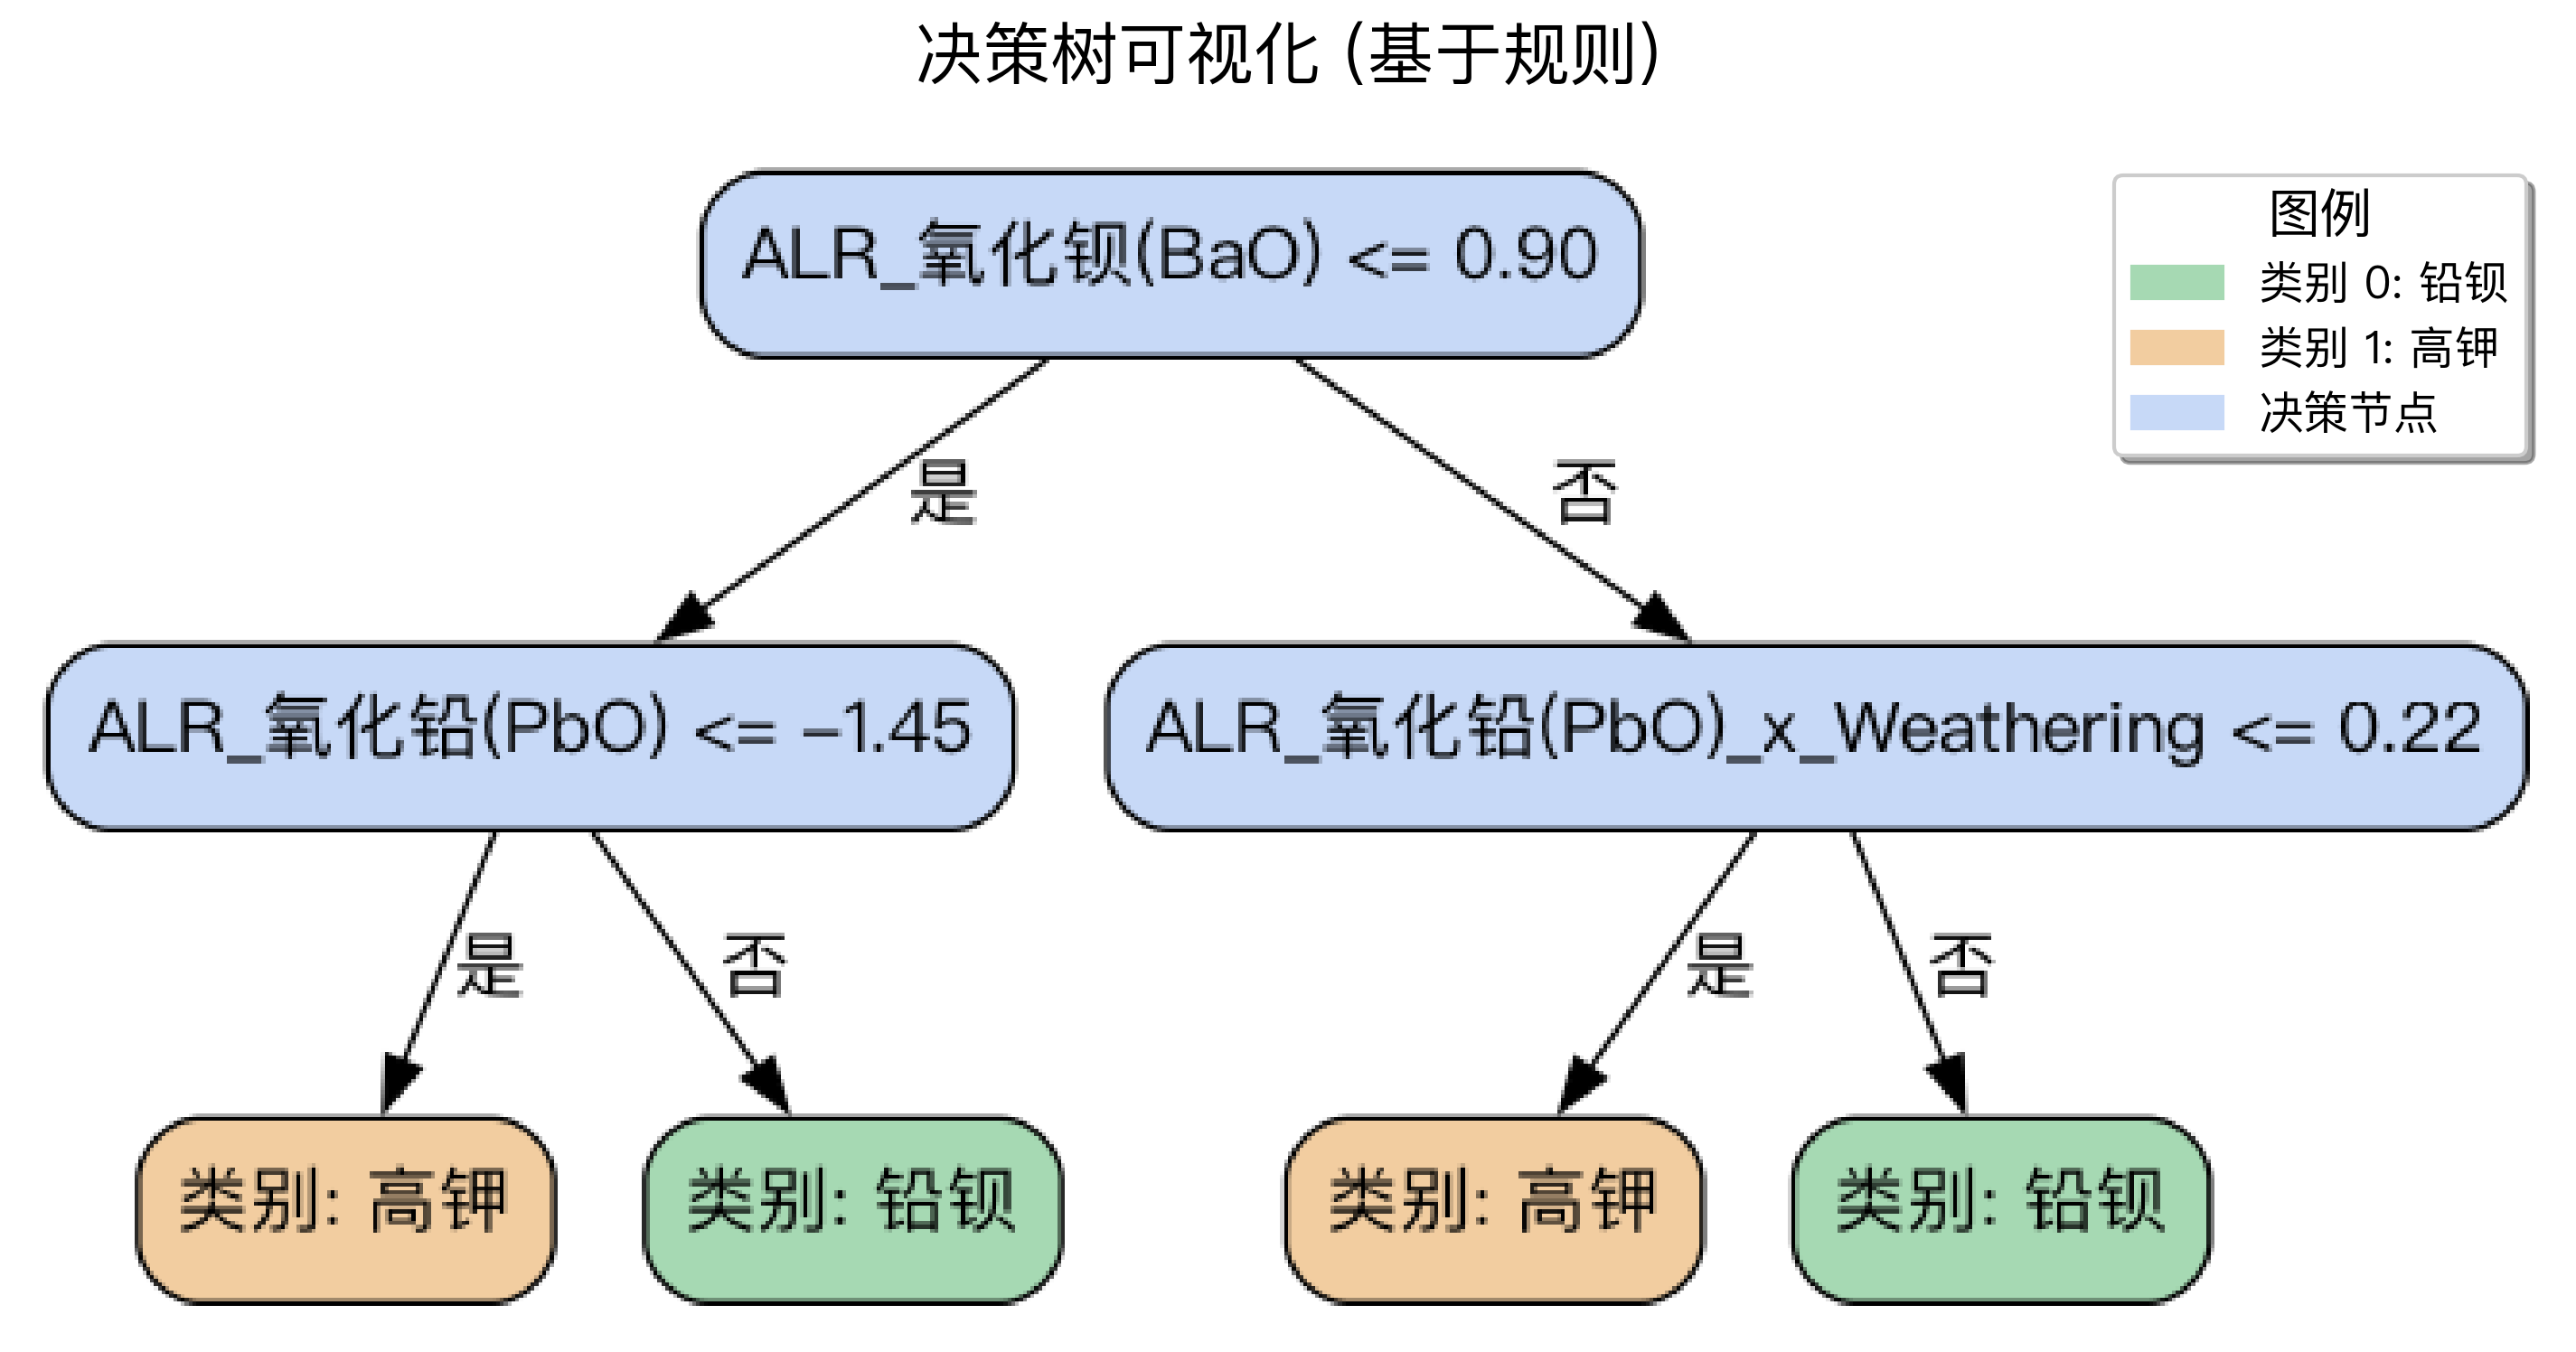 决策树可视化 (基于规则)
ALR_氧化钡(BaO) <= 0.90
图例
类别 0: 铅钡
类别 1: 高钾
决策节点
是
否
ALR_氧化铅(PbO) <= −1.45
ALR_氧化铅(PbO)_x_Weathering <= 0.22
是
否
是
否
类别: 高钾
类别: 铅钡
类别: 高钾
类别: 铅钡